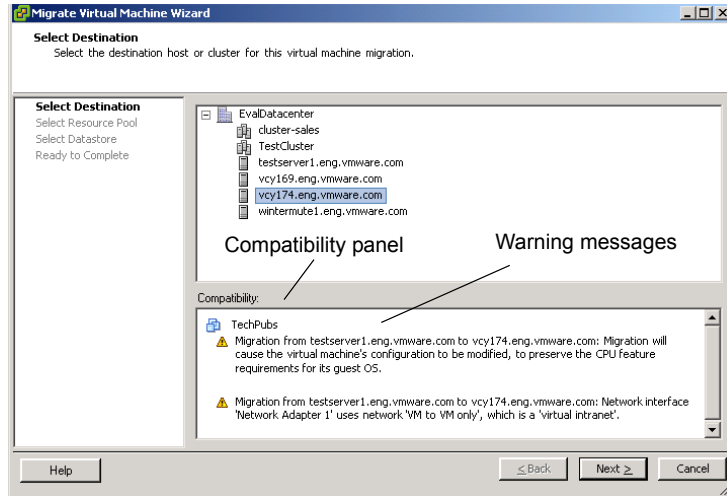 Migrate Virtual Machine Wizard
Select Destination
Select the destination host or cluster for this virtual machine migration.
Select Destination
Select Resource Pool
Select Datastore
Ready to Complete
EvalDatacenter
cluster-sales
TestCluster
testserver1.eng.vmware.com
vcy169.eng.vmware.com
vcy174.eng.vmware.com
wintermute1.eng.vmware.com
Compatibility panel
Warning messages
Compatibility:
TechPubs
Migration from testserver1.eng.vmware.com to vcy174.eng.vmware.com: Migration will
cause the virtual machine's configuration to be modified, to preserve the CPU feature
requirements for its guest OS.
Migration from testserver1.eng.vmware.com to vcy174.eng.vmware.com: Network interface
'Network Adapter 1' uses network 'VM to VM only', which is a 'virtual intranet'.
Help
< Back
Next >
Cancel